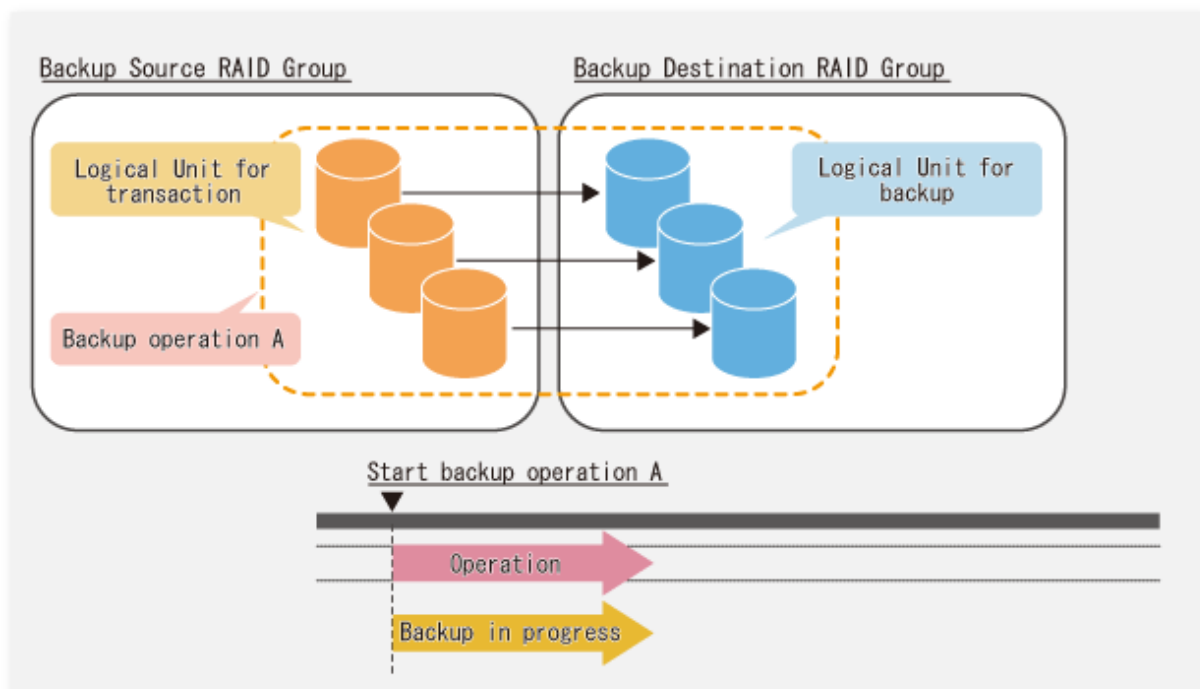 Backup Source RAID Group
Backup Destination RAID Group
Logical Unit for
transaction
Logical Unit for
backup
Backup operation A
Start backup operation A
Operation
Backup in progress